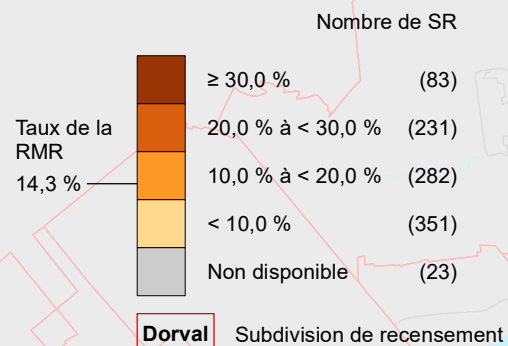 Nombre de SR
≥ 30,0 % (83)
20,0 % à < 30,0 % (231)
Taux de la
RMR
14,3 %
10,0 % à < 20,0 % (282)
< 10,0 % (351)
Non disponible (23)
Dorval Subdivision de recensement